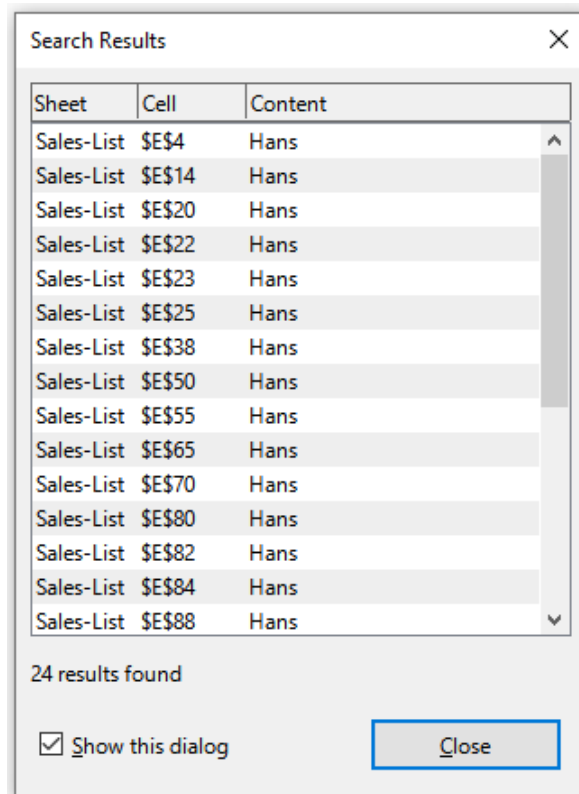 Search Results
Sheet Cell Content
Sales-List $E$4 Hans
Sales-List $E$14 Hans
Sales-List $E$20 Hans
Sales-List $E$22 Hans
Sales-List $E$23 Hans
Sales-List $E$25 Hans
Sales-List $E$38 Hans
Sales-List $E$50 Hans
Sales-List $E$55 Hans
Sales-List $E$65 Hans
Sales-List $E$70 Hans
Sales-List $E$80 Hans
Sales-List $E$82 Hans
Sales-List $E$84 Hans
Sales-List $E$88 Hans
24 results found
Show this dialog Close